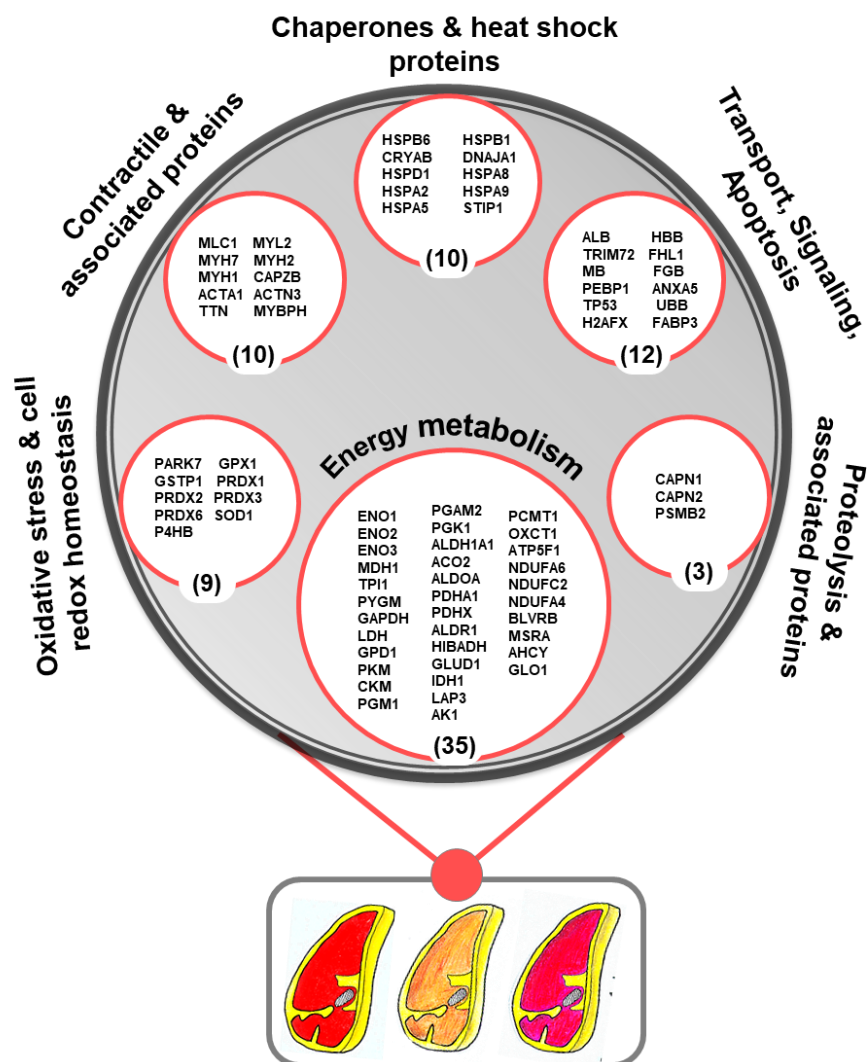 Chaperones & heat shock
proteins
Contractile &
associated proteins
Transport, Signaling,
Apoptosis
HSPB6 HSPB1
CRYAB DNAJA1
HSPD1 HSPA8
HSPA2 HSPA9
HSPA5 STIP1
(10)
MLC1 MYL2
MYH7 MYH2
MYH1 CAPZB
ACTA1 ACTN3
TTN MYBPH
(10)
ALB HBB
TRIM72 FHL1
MB FGB
PEBP1 ANXA5
TP53 UBB
H2AFX FABP3
(12)
Oxidative stress & cell
redox homeostasis
PARK7 GPX1
GSTP1 PRDX1
PRDX2 PRDX3
PRDX6 SOD1
P4HB
(9)
Energy metabolism
ENO1
ENO2
ENO3
MDH1
TPI1
PYGM
GAPDH
LDH
GPD1
PKM
CKM
PGM1
PGAM2
PGK1
ALDH1A1
ACO2
ALDOA
PDHA1
PDHX
ALDR1
HIBADH
GLUD1
IDH1
LAP3
AK1
PCMT1
OXCT1
ATP5F1
NDUFA6
NDUFC2
NDUFA4
BLVRB
MSRA
AHCY
GLO1
(35)
Proteolysis &
associated proteins
CAPN1
CAPN2
PSMB2
(3)